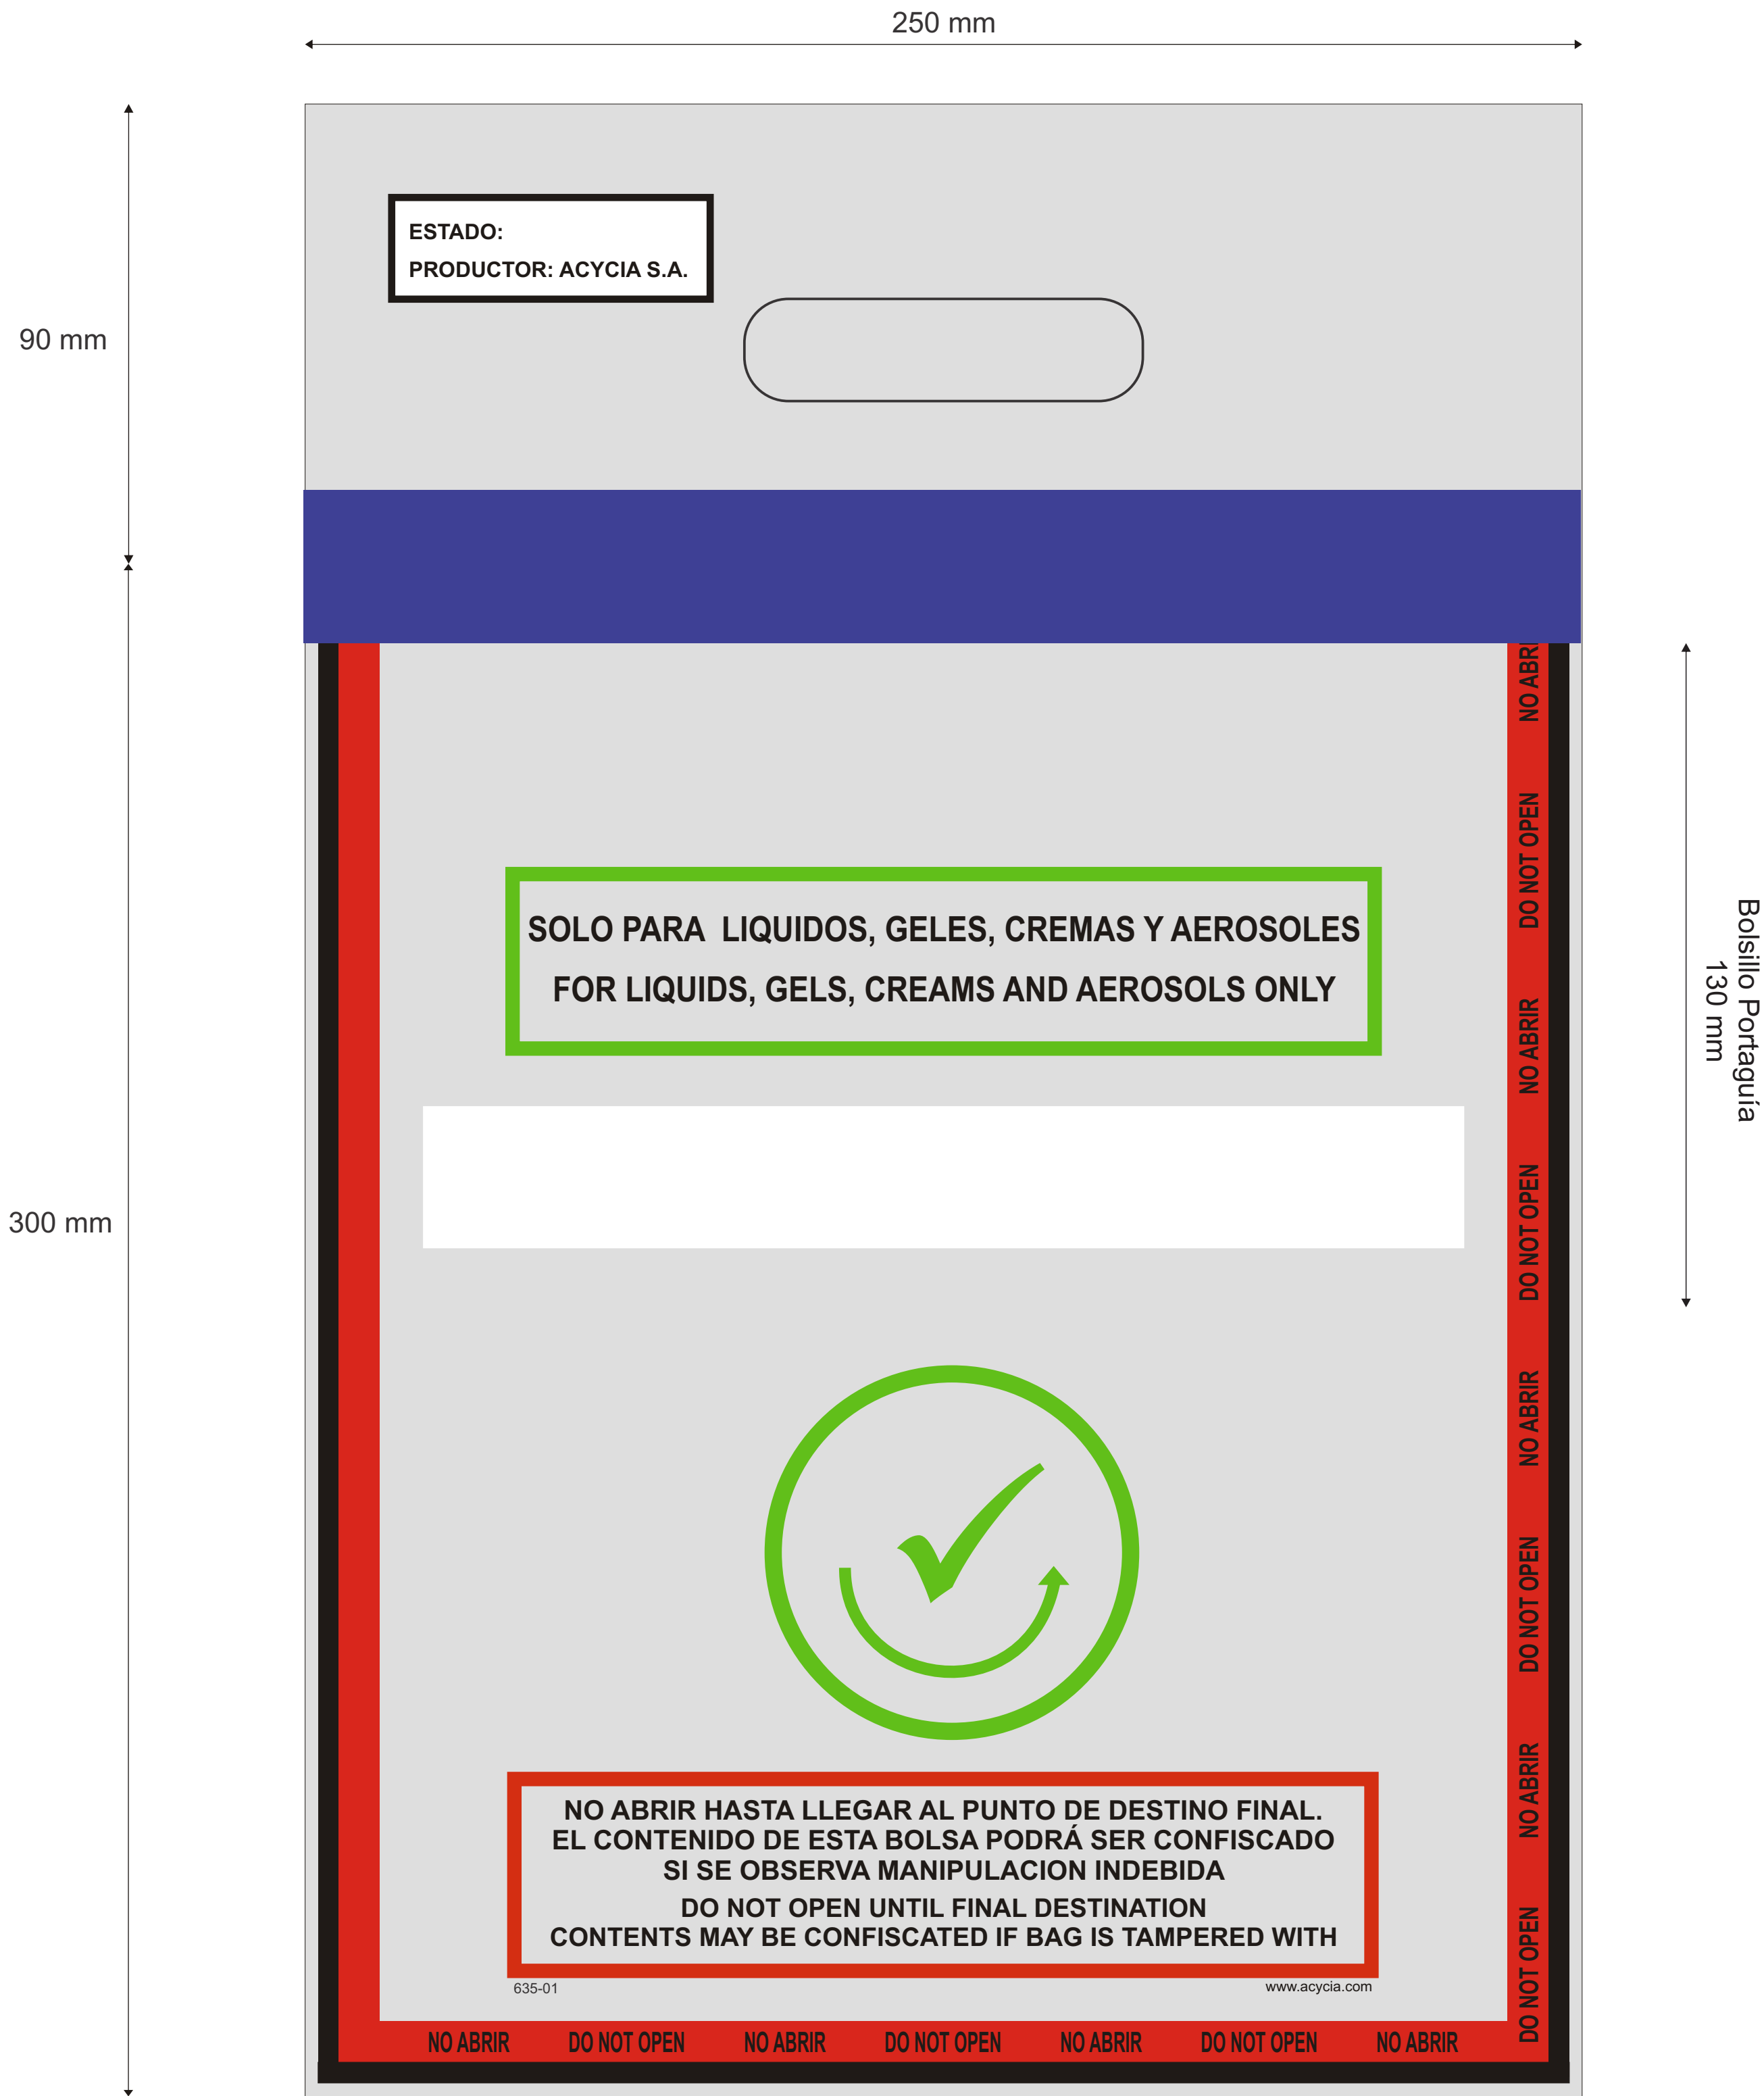 250 mm
ESTADO:
PRODUCTOR: ACYCIA S.A.
90 mm
NO ABRI
DO NOT OPEN
NO ABRIR
DO NOT OPEN
NO ABRIR
DO NOT OPEN
NO ABRIR
DO NOT OPEN
SOLO PARA LIQUIDOS, GELES, CREMAS Y AEROSOLES
FOR LIQUIDS, GELS, CREAMS AND AEROSOLS ONLY
Bolsillo Portaguía
130 mm
300 mm
NO ABRIR HASTA LLEGAR AL PUNTO DE DESTINO FINAL.
EL CONTENIDO DE ESTA BOLSA PODRÁ SER CONFISCADO
SI SE OBSERVA MANIPULACION INDEBIDA
DO NOT OPEN UNTIL FINAL DESTINATION
CONTENTS MAY BE CONFISCATED IF BAG IS TAMPERED WITH
635-01
www.acycia.com
NO ABRIR DO NOT OPEN NO ABRIR DO NOT OPEN NO ABRIR DO NOT OPEN NO ABRIR